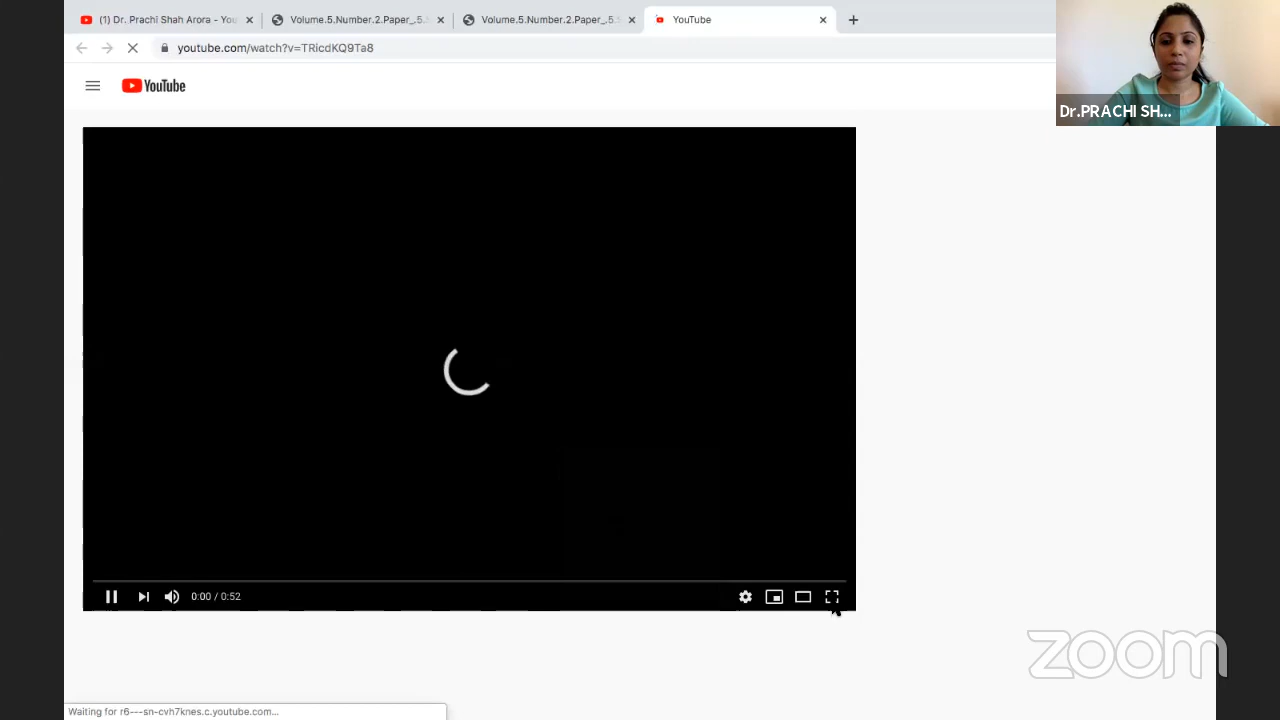 (1) Dr. Prachi Shah Arora - You
Volume.5.Number.2.Paper_.5.
Volume.5.Number.2.Paper_.5.
YouTube
youtube.com/watch?v=TRicdKQ9Ta8
YouTube
Dr.PRACHI SH...
0:00 / 0:52
zoom
Waiting for r6---sn-cvh7knes.c.youtube.com...